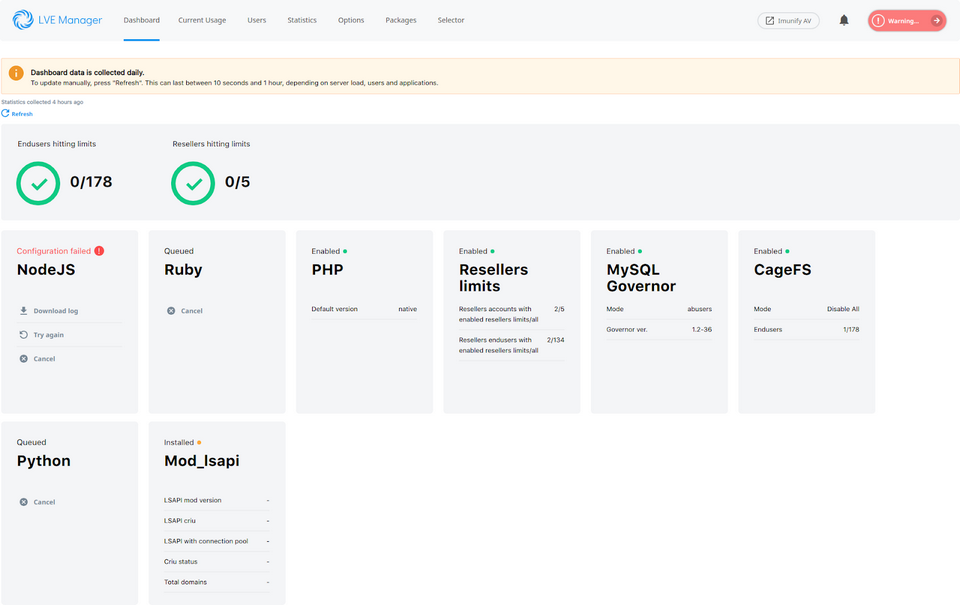 LVE Manager
Dashboard
Current Usage
Users
Statistics
Options
Packages
Selector
Imunify AV
Warning...
Dashboard data is collected daily.
To update manually, press "Refresh". This can last between 10 seconds and 1 hour, depending on server load, users and applications.
Statistics collected 4 hours ago
Refresh
Endusers hitting limits
0/178
Resellers hitting limits
0/5
Configuration failed
NodeJS
Download log
Try again
Cancel
Queued
Ruby
Cancel
Enabled
PHP
Default version native
Enabled
Resellers
limits
Resellers accounts with 2/5
enabled resellers limits/all
Resellers endusers with 2/134
enabled resellers limits/all
Enabled
MySQL
Governor
Mode abusers
Governor ver. 1.2-36
Enabled
CageFS
Mode Disable All
Endusers 1/178
Queued
Python
Cancel
Installed
Mod_lsapi
LSAPI mod version -
LSAPI criu -
LSAPI with connection pool -
Criu status -
Total domains -